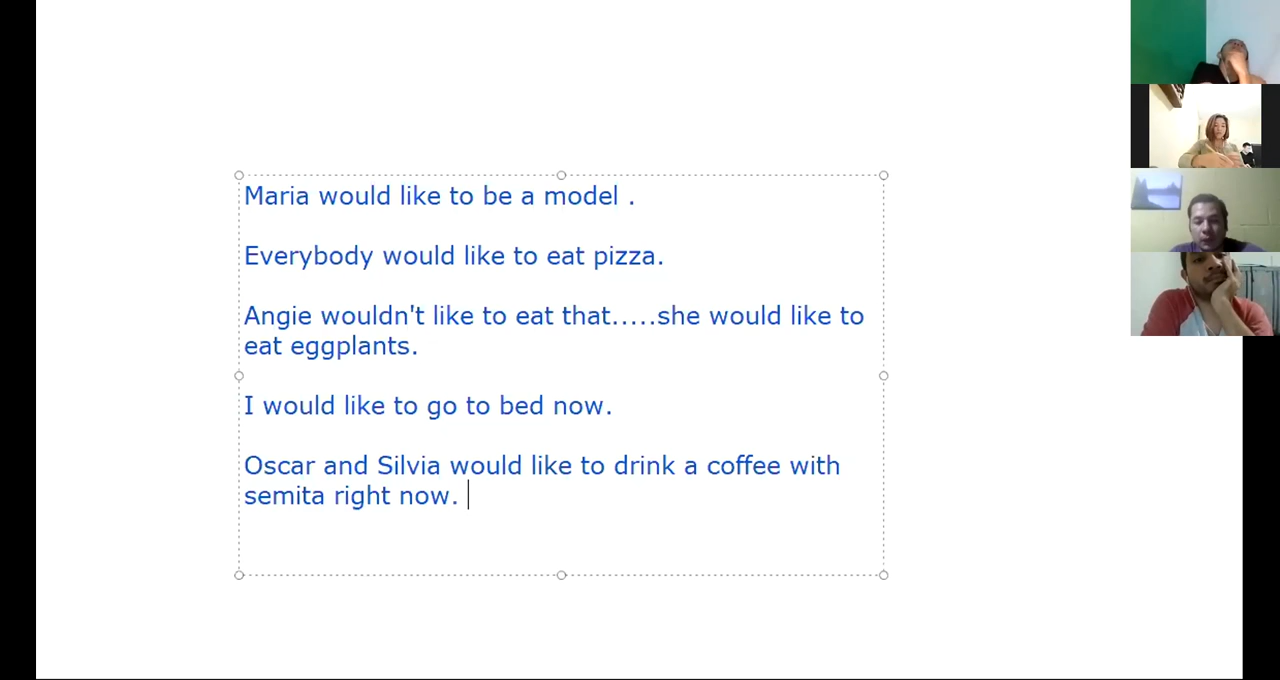 Maria would like to be a model .
Everybody would like to eat pizza.
Angie wouldn't like to eat that.....she would like to
eat eggplants.
I would like to go to bed now.
Oscar and Silvia would like to drink a coffee with
semita right now.